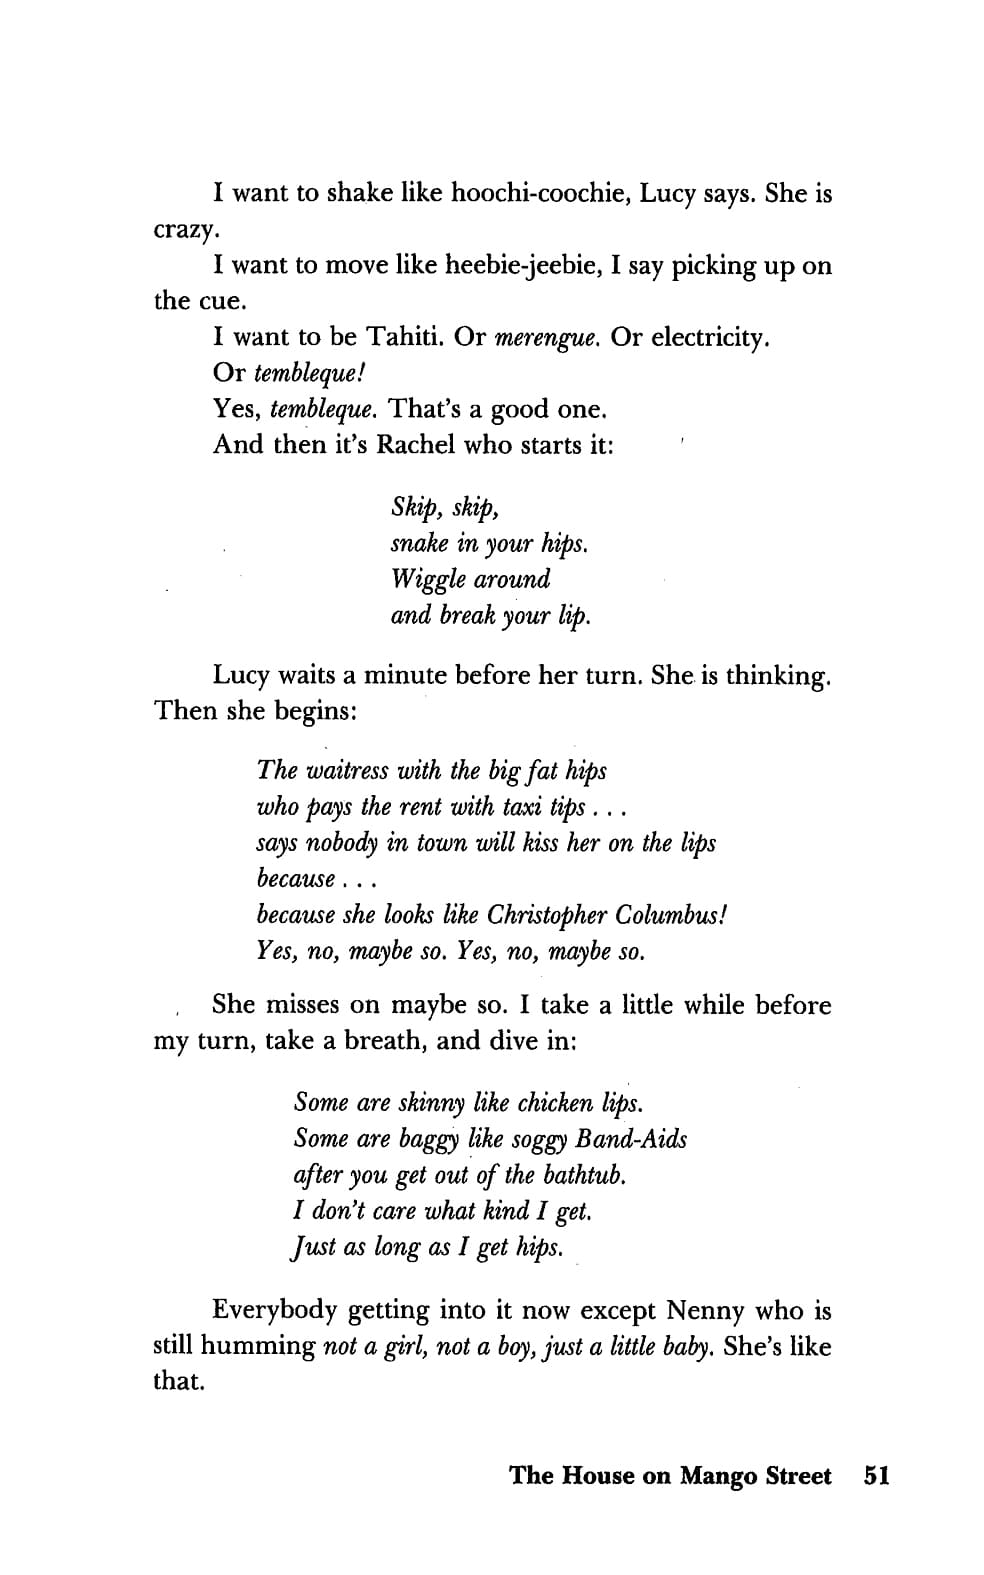 I want to shake like hoochi-coochie, Lucy says. She is
crazy.
I want to move like heebie-jeebie, I say picking up on
the cue.
I want to be Tahiti. Or merengue. Or electricity.
Or tembleque!
Yes, tembleque. That's a good one.
And then it's Rachel who starts it:
Skip, skip,
snake in your hips.
Wiggle around
and break your lip.
Lucy waits a minute before her turn. She is thinking.
Then she begins:
The waitress with the big fat hips
who pays the rent with taxi tips . . .
says nobody in town will kiss her on the lips
because . . .
because she looks like Christopher Columbus!
Yes, no, maybe so. Yes, no, maybe so.
She misses on maybe so. I take a little while before
my turn, take a breath, and dive in:
Some are skinny like chicken lips.
Some are baggy like soggy Band-Aids
after you get out of the bathtub.
I don't care what kind I get.
Just as long as I get hips.
Everybody getting into it now except Nenny who is
still humming not a girl, not a boy, just a little baby. She's like
that.
The House on Mango Street 51